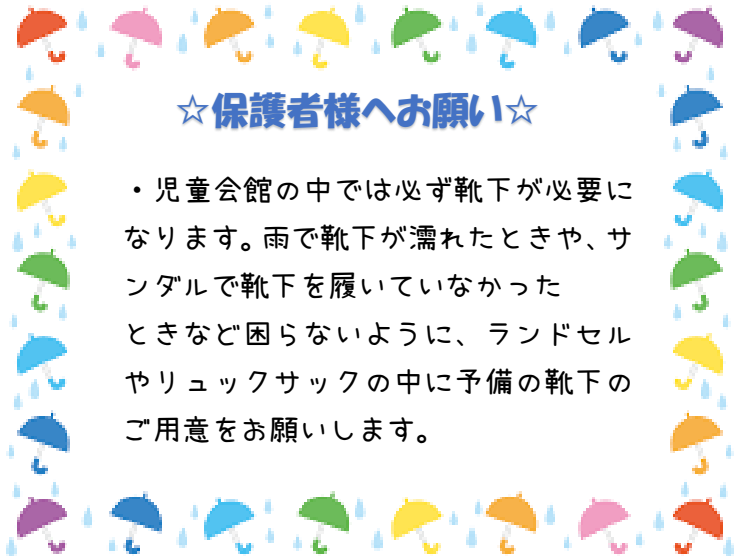 ☆保護者様へお願い☆
・児童会館の中では必ず靴下が必要に
なります。雨で靴下が濡れたときや、サ
ンダルで靴下を履いていなかった
ときなど困らないように、ランドセル
やリュックサックの中に予備の靴下の
ご用意をお願いします。